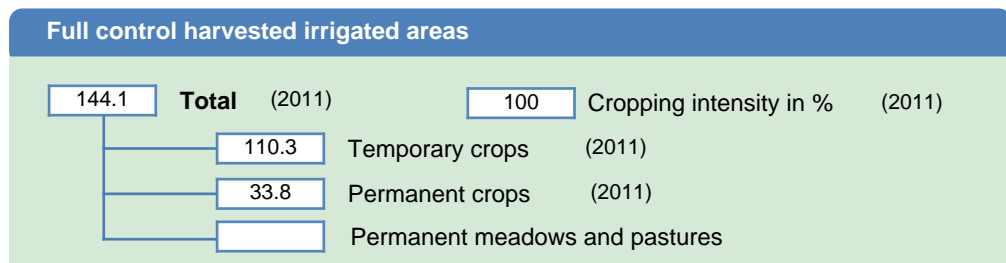 Full control harvested irrigated areas
144.1 Total (2011) 100 Cropping intensity in % (2011)
110.3 Temporary crops (2011)
33.8 Permanent crops (2011)
Permanent meadows and pastures